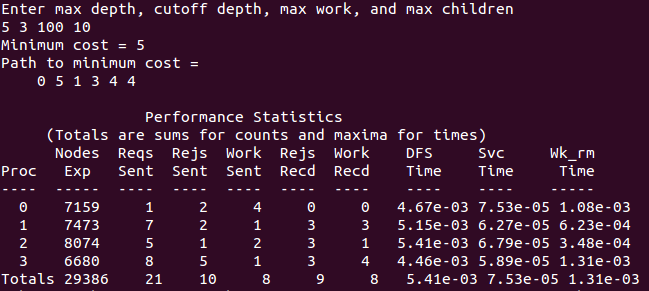 Enter max depth, cutoff depth, max work, and max children
5 3 100 10
Minimum cost = 5
Path to minimum cost =
    0 5 1 3 4 4

                 Performance Statistics
     (Totals are sums for counts and maxima for times)
      Nodes  Reqs  Rejs  Work  Rejs  Work    DFS     Svc     Wk_rm
Proc   Exp   Sent  Sent  Sent  Recd  Recd    Time    Time     Time
----  -----  ----  ----  ----  ----  ----    ----    ----    -----
  0    7159     1     2     4     0     0   4.67e-03 7.53e-05 1.08e-03
  1    7473     7     2     1     3     3   5.15e-03 6.27e-05 6.23e-04
  2    8074     5     1     2     3     1   5.41e-03 6.79e-05 3.48e-04
  3    6680     8     5     1     3     4   4.46e-03 5.89e-05 1.31e-03
Totals 29386   21    10     8     9     8    5.41e-03 7.53e-05 1.31e-03